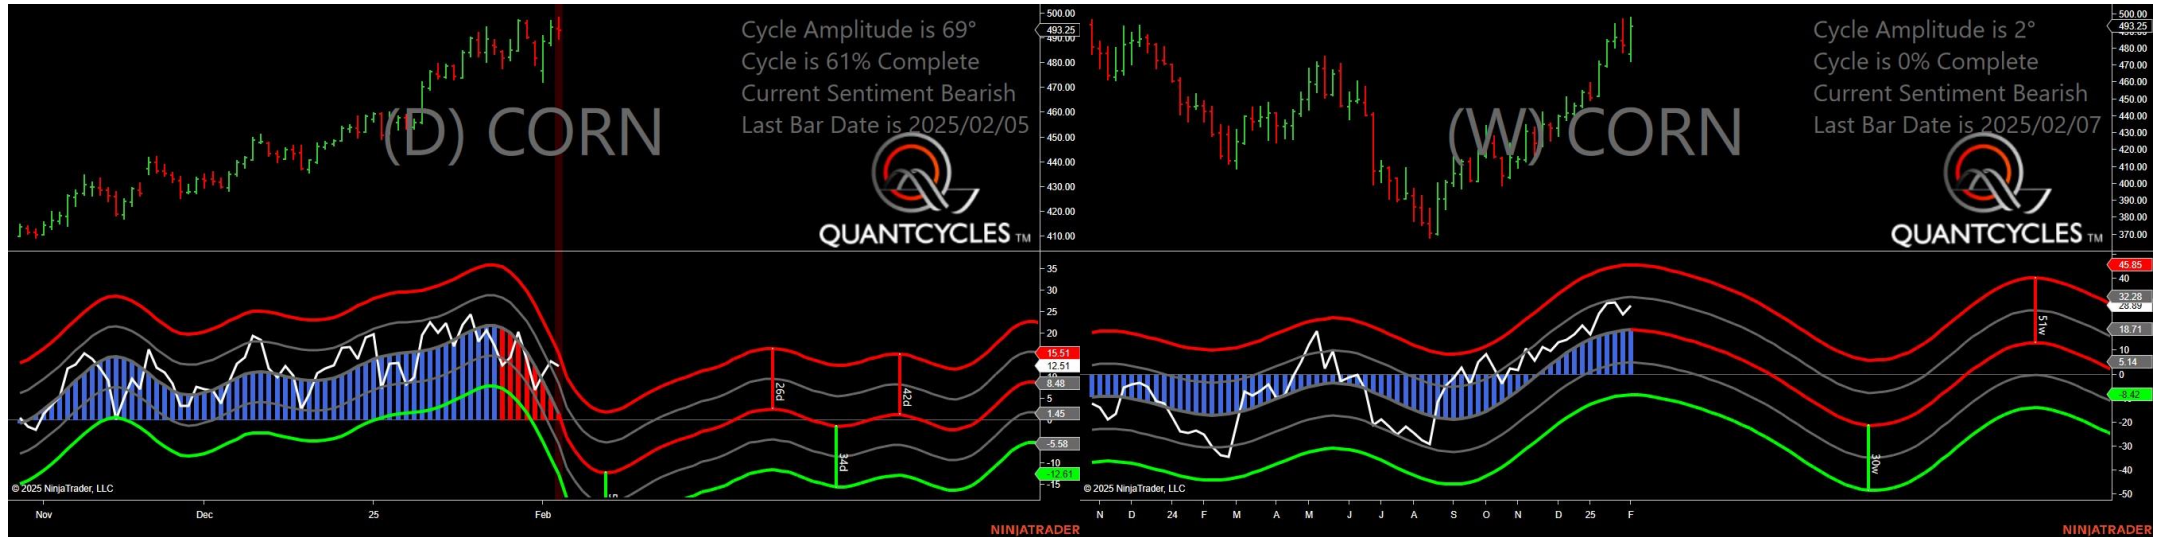 Cycle Amplitude is 69°
Cycle is 61% Complete
Current Sentiment Bearish
Last Bar Date is 2025/02/05
(D) CORN
QUANTCYCLES TM
500.00
493.25
490.00
480.00
470.00
460.00
450.00
440.00
430.00
420.00
410.00
35
30
25
20
15.51
12.51
8.48
5
1.45
0
-5.58
-10
-12.61
-15
26d
42d
34d
© 2025 NinjaTrader, LLC
Nov
Dec
25
Feb
NINJATRADER
Cycle Amplitude is 2°
Cycle is 0% Complete
Current Sentiment Bearish
Last Bar Date is 2025/02/07
(W) CORN
QUANTCYCLES TM
500.00
493.25
480.00
470.00
460.00
450.00
440.00
430.00
420.00
410.00
400.00
390.00
380.00
370.00
45.85
40
32.28
28.89
18.71
10
5.14
0
-8.42
-20
-30
-40
-50
51w
30w
© 2025 NinjaTrader, LLC
N
D
24
F
M
A
M
J
J
A
S
O
N
D
25
F
NINJATRADER